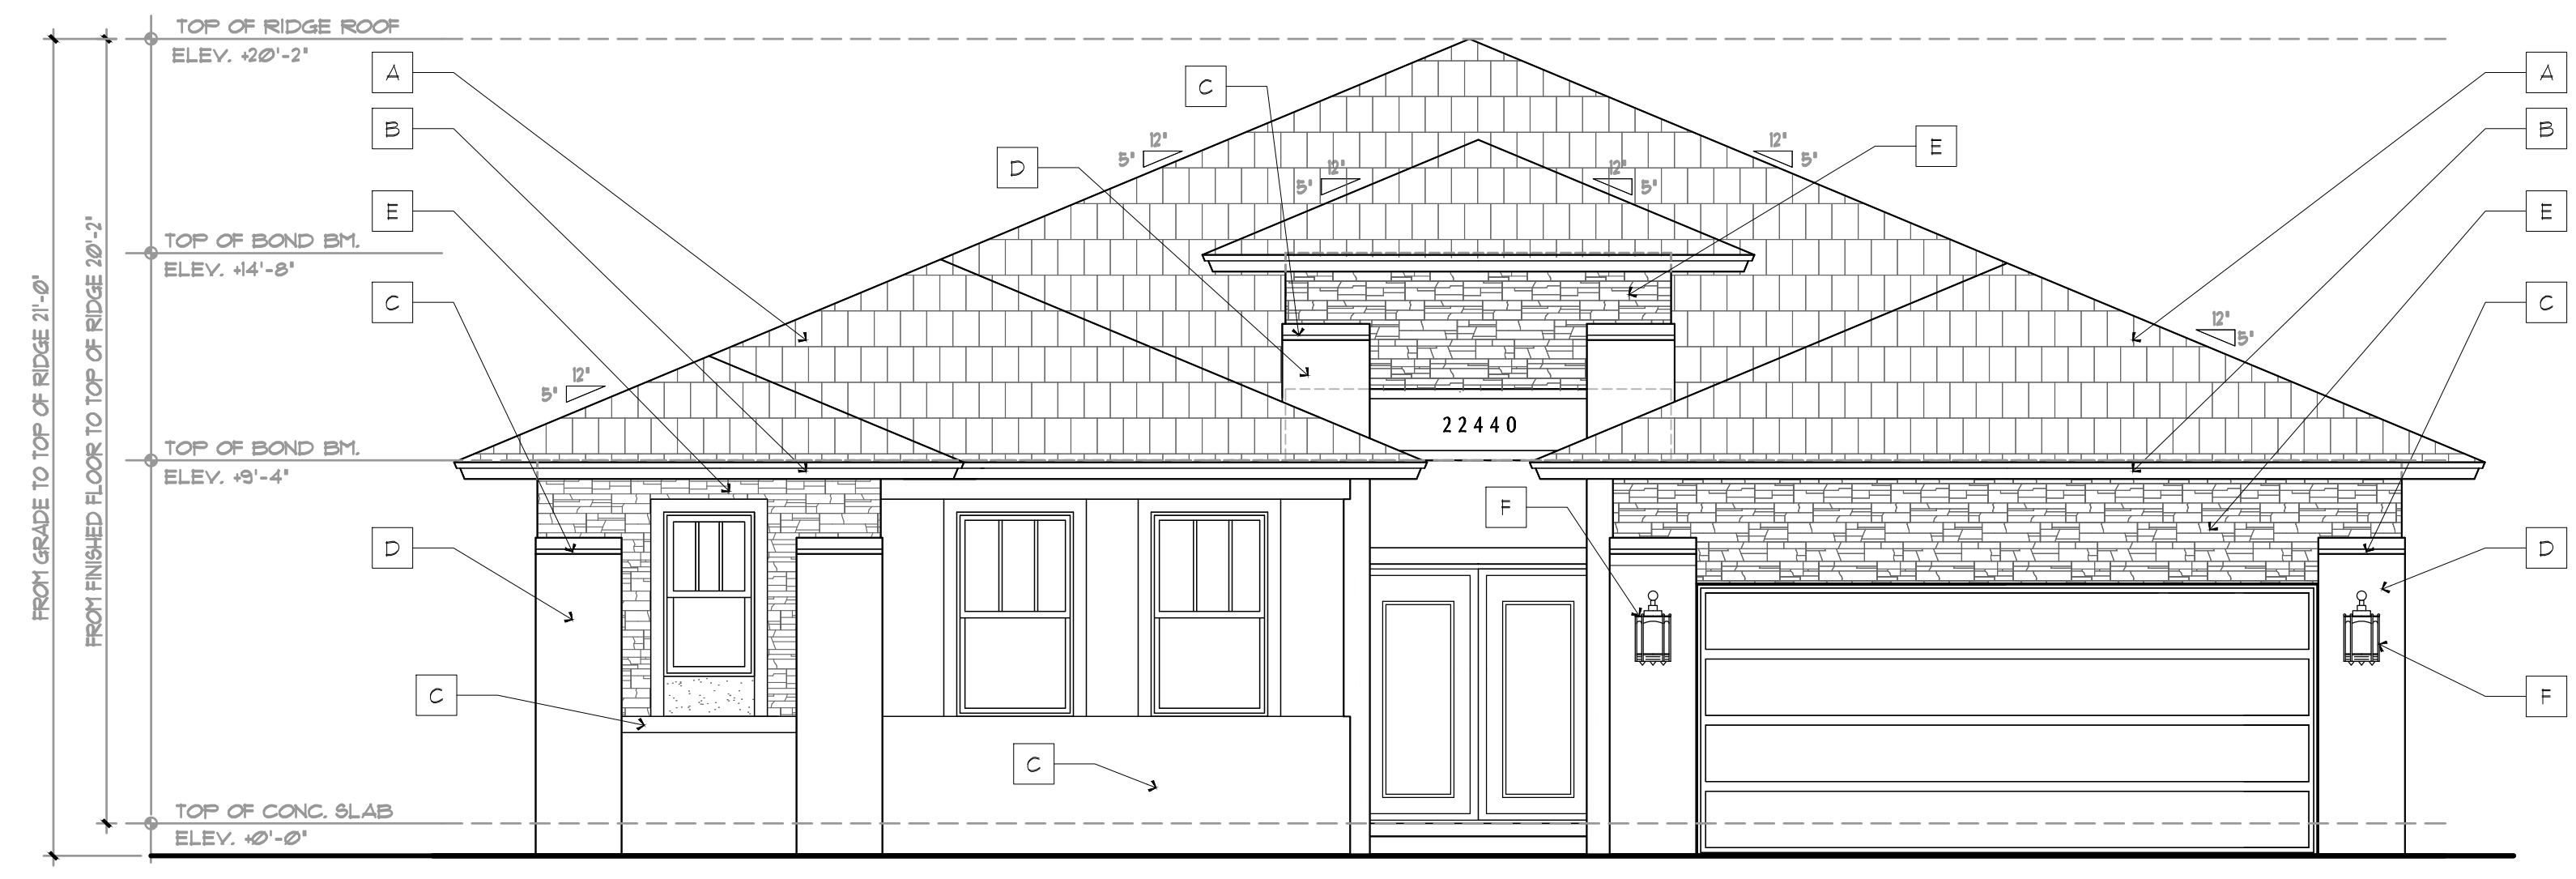 TOP OF RIDGE ROOF
ELEV. +20'-2"
A
B
E
C
D
C
TOP OF BOND BM.
ELEV. +14'-8"
TOP OF BOND BM.
ELEV. +9'-4"
TOP OF CONC. SLAB
ELEV. +0'-0"
FROM GRADE TO TOP OF RIDGE 21'-0"
FROM FINISHED FLOOR TO TOP OF RIDGE 20'-2"
12"
5"
C
D
12"
5"
12"
5"
12"
5"
12"
5"
E
22440
C
F
12"
5"
A
B
E
C
D
F